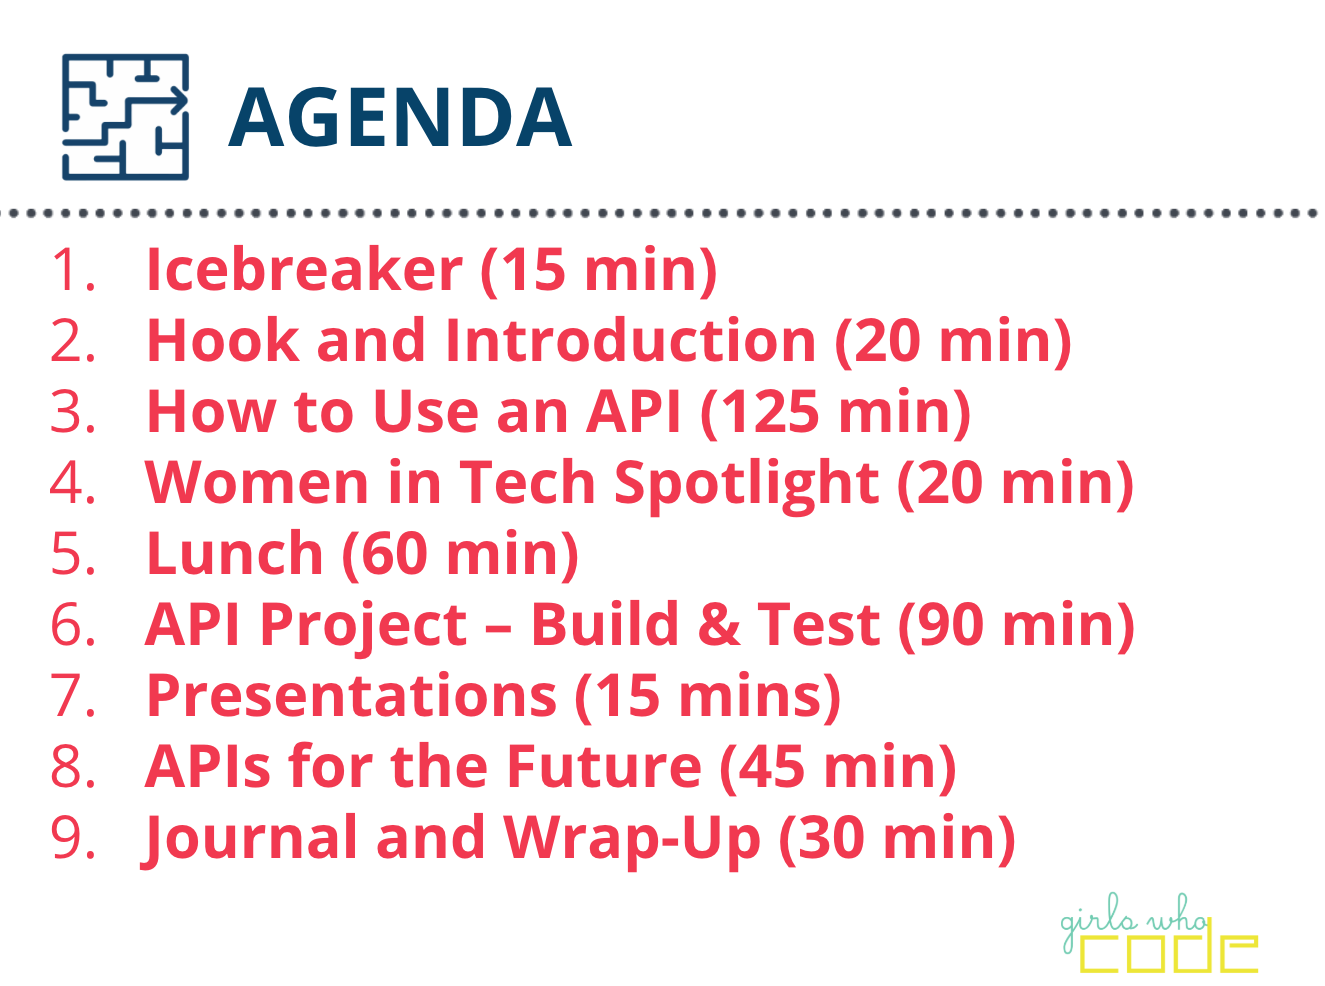 AGENDA
1. Icebreaker (15 min)
2. Hook and Introduction (20 min)
3. How to Use an API (125 min)
4. Women in Tech Spotlight (20 min)
5. Lunch (60 min)
6. API Project – Build & Test (90 min)
7. Presentations (15 mins)
8. APIs for the Future (45 min)
9. Journal and Wrap-Up (30 min)
girls who
code